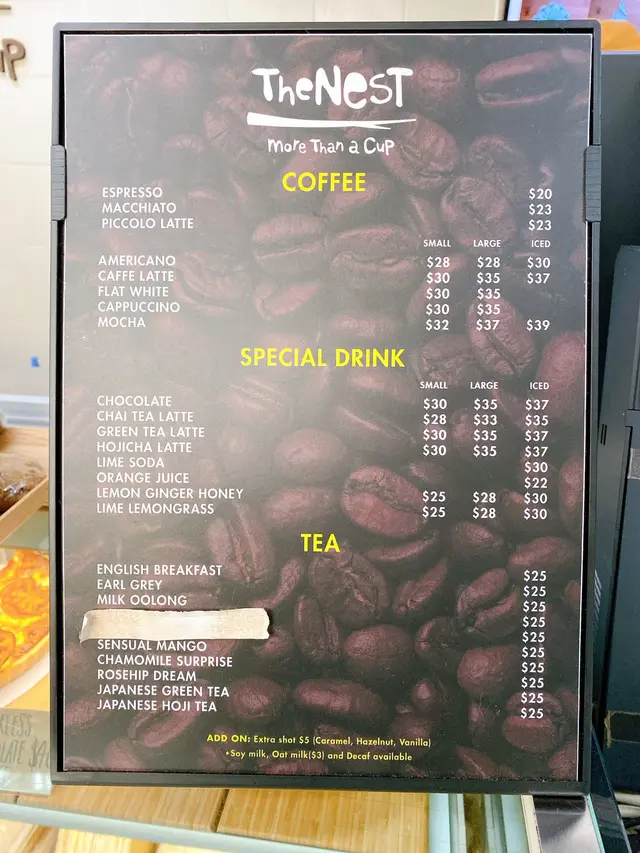 The Nest
More Than a Cup
COFFEE
ESPRESSO $20
MACCHIATO $23
PICCOLO LATTE $23
SMALL LARGE ICED
AMERICANO $28 $28 $30
CAFFE LATTE $30 $35 $37
FLAT WHITE $30 $35
CAPPUCCINO $30 $35
MOCHA $32 $37 $39
SPECIAL DRINK
SMALL LARGE ICED
CHOCOLATE $30 $35 $37
CHAI TEA LATTE $28 $33 $35
GREEN TEA LATTE $30 $35 $37
HOJICHA LATTE $30 $35 $37
LIME SODA $30
ORANGE JUICE $22
LEMON GINGER HONEY $25 $28 $30
LIME LEMONGRASS $25 $28 $30
TEA
ENGLISH BREAKFAST $25
EARL GREY $25
MILK OOLONG $25
$25
$25
SENSUAL MANGO $25
CHAMOMILE SURPRISE $25
ROSEHIP DREAM $25
JAPANESE GREEN TEA $25
JAPANESE HOJI TEA $25
ADD ON: Extra shot $5 (Caramel, Hazelnut, Vanilla)
•Soy milk, Oat milk($3) and Decaf available